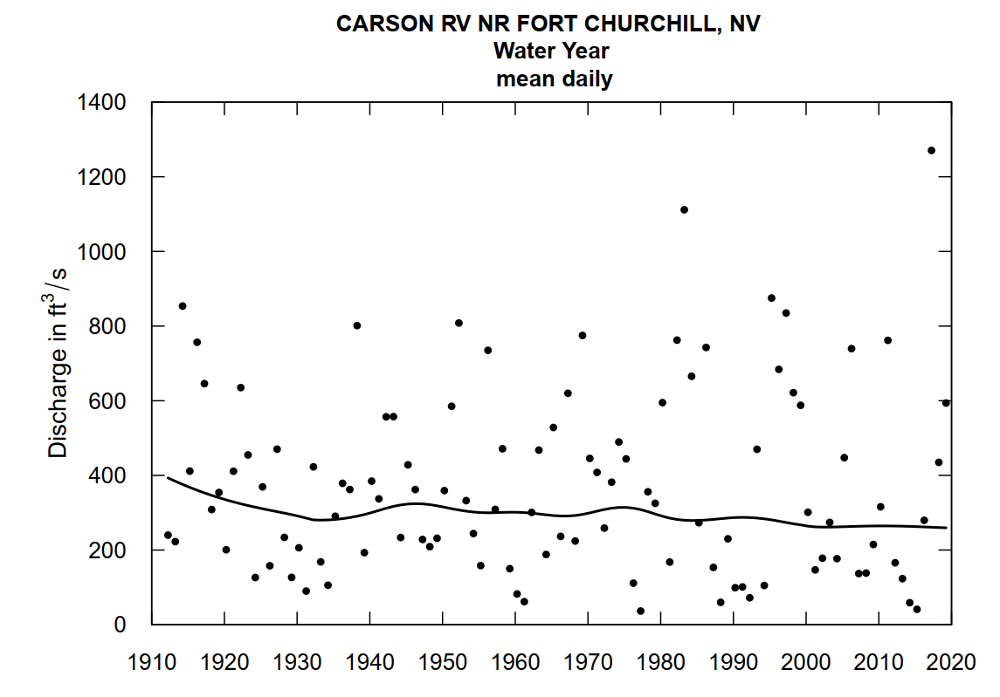 CARSON RV NR FORT CHURCHILL, NV
Water Year
mean daily
Discharge in ft³/s
1400
1200
1000
800
600
400
200
0
1910 1920 1930 1940 1950 1960 1970 1980 1990 2000 2010 2020